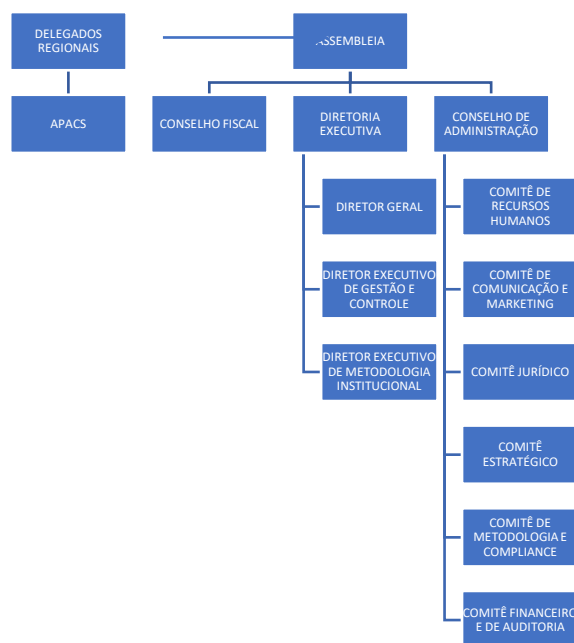 DELEGADOS
REGIONAIS
ASSEMBLEIA
APACS
CONSELHO FISCAL
DIRETORIA
EXECUTIVA
CONSELHO DE
ADMINISTRAÇÃO
DIRETOR GERAL
DIRETOR EXECUTIVO
DE GESTÃO E
CONTROLE
DIRETOR EXECUTIVO
DE METODOLOGIA
INSTITUCIONAL
COMITÊ DE
RECURSOS
HUMANOS
COMITÊ DE
COMUNICAÇÃO E
MARKETING
COMITÊ JURÍDICO
COMITÊ
ESTRATÉGICO
COMITÊ DE
METODOLOGIA E
COMPLIANCE
COMITÊ FINANCEIRO
E DE AUDITORIA